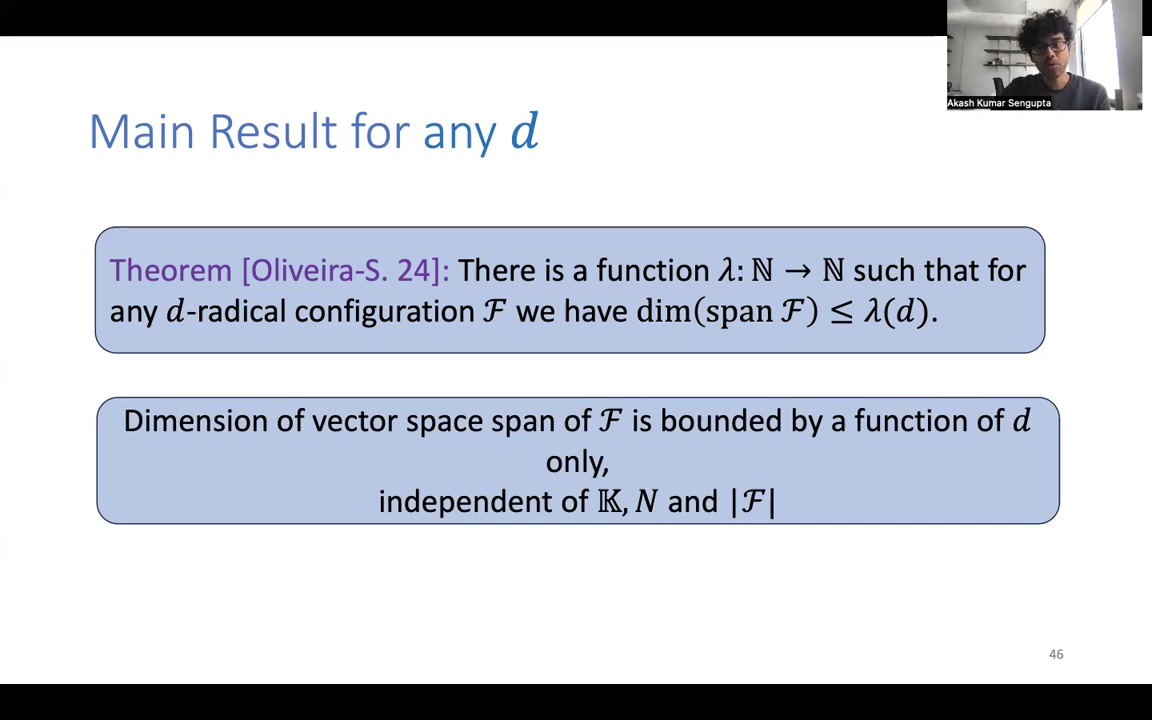 Akash Kumar Sengupta
Main Result for any d
Theorem [Oliveira-S. 24]: There is a function λ: ℕ → ℕ such that for
any d-radical configuration ℱ we have dim(span ℱ) ≤ λ(d).
Dimension of vector space span of ℱ is bounded by a function of d
only,
independent of 𝕂, N and |ℱ|
46